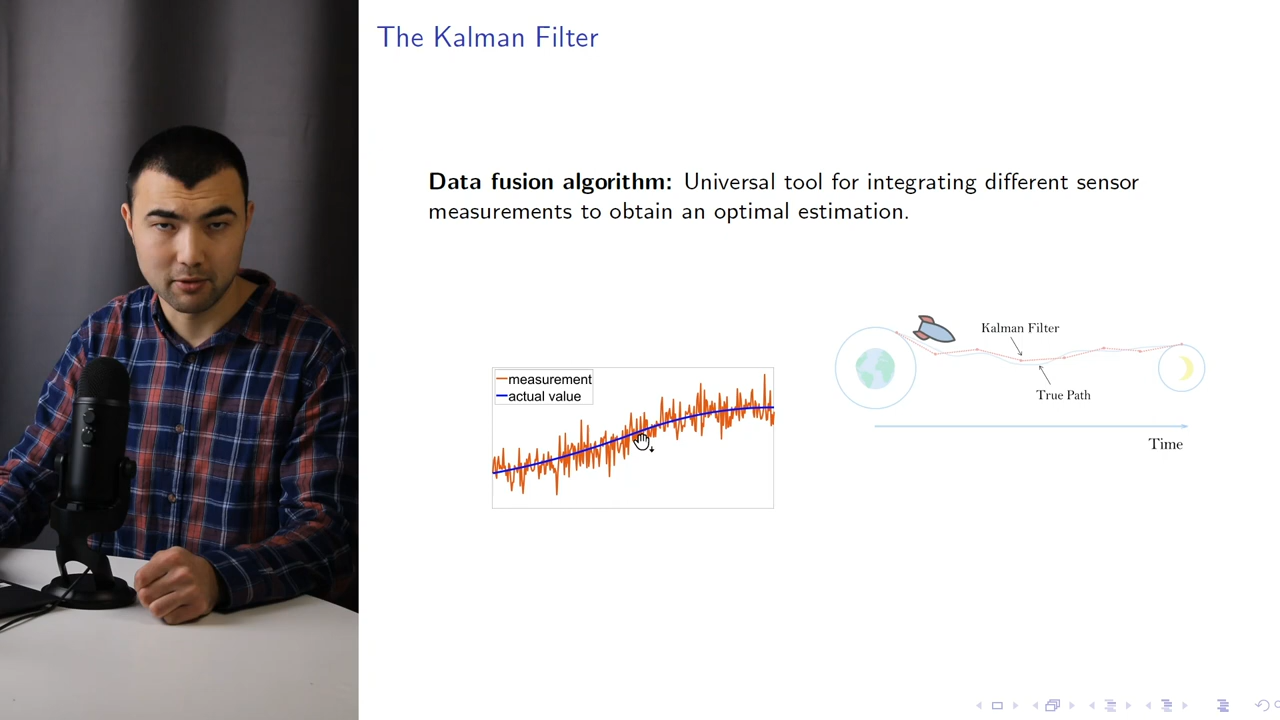 The Kalman Filter
Data fusion algorithm: Universal tool for integrating different sensor
measurements to obtain an optimal estimation.
measurement
actual value
Kalman Filter
True Path
Time